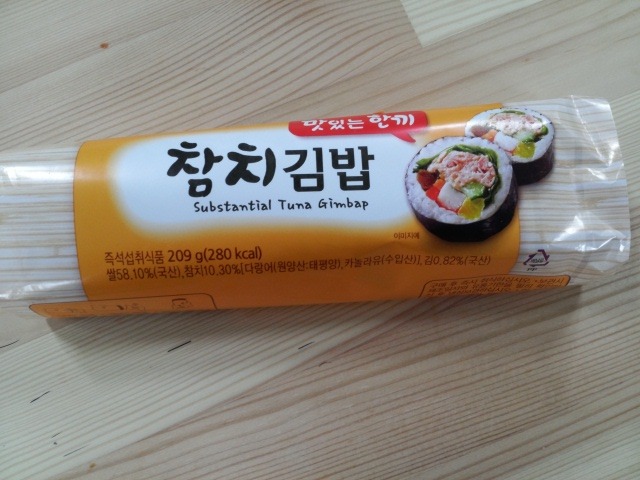 맛있는 한끼
참치김밥
Substantial Tuna Gimbap
이미지예
즉석섭취식품 209 g(280 kcal)
쌀58.10%(국산),참치10.30%[다랑어(원양산:태평양), 카놀라유(수입산)], 김0.82%(국산)